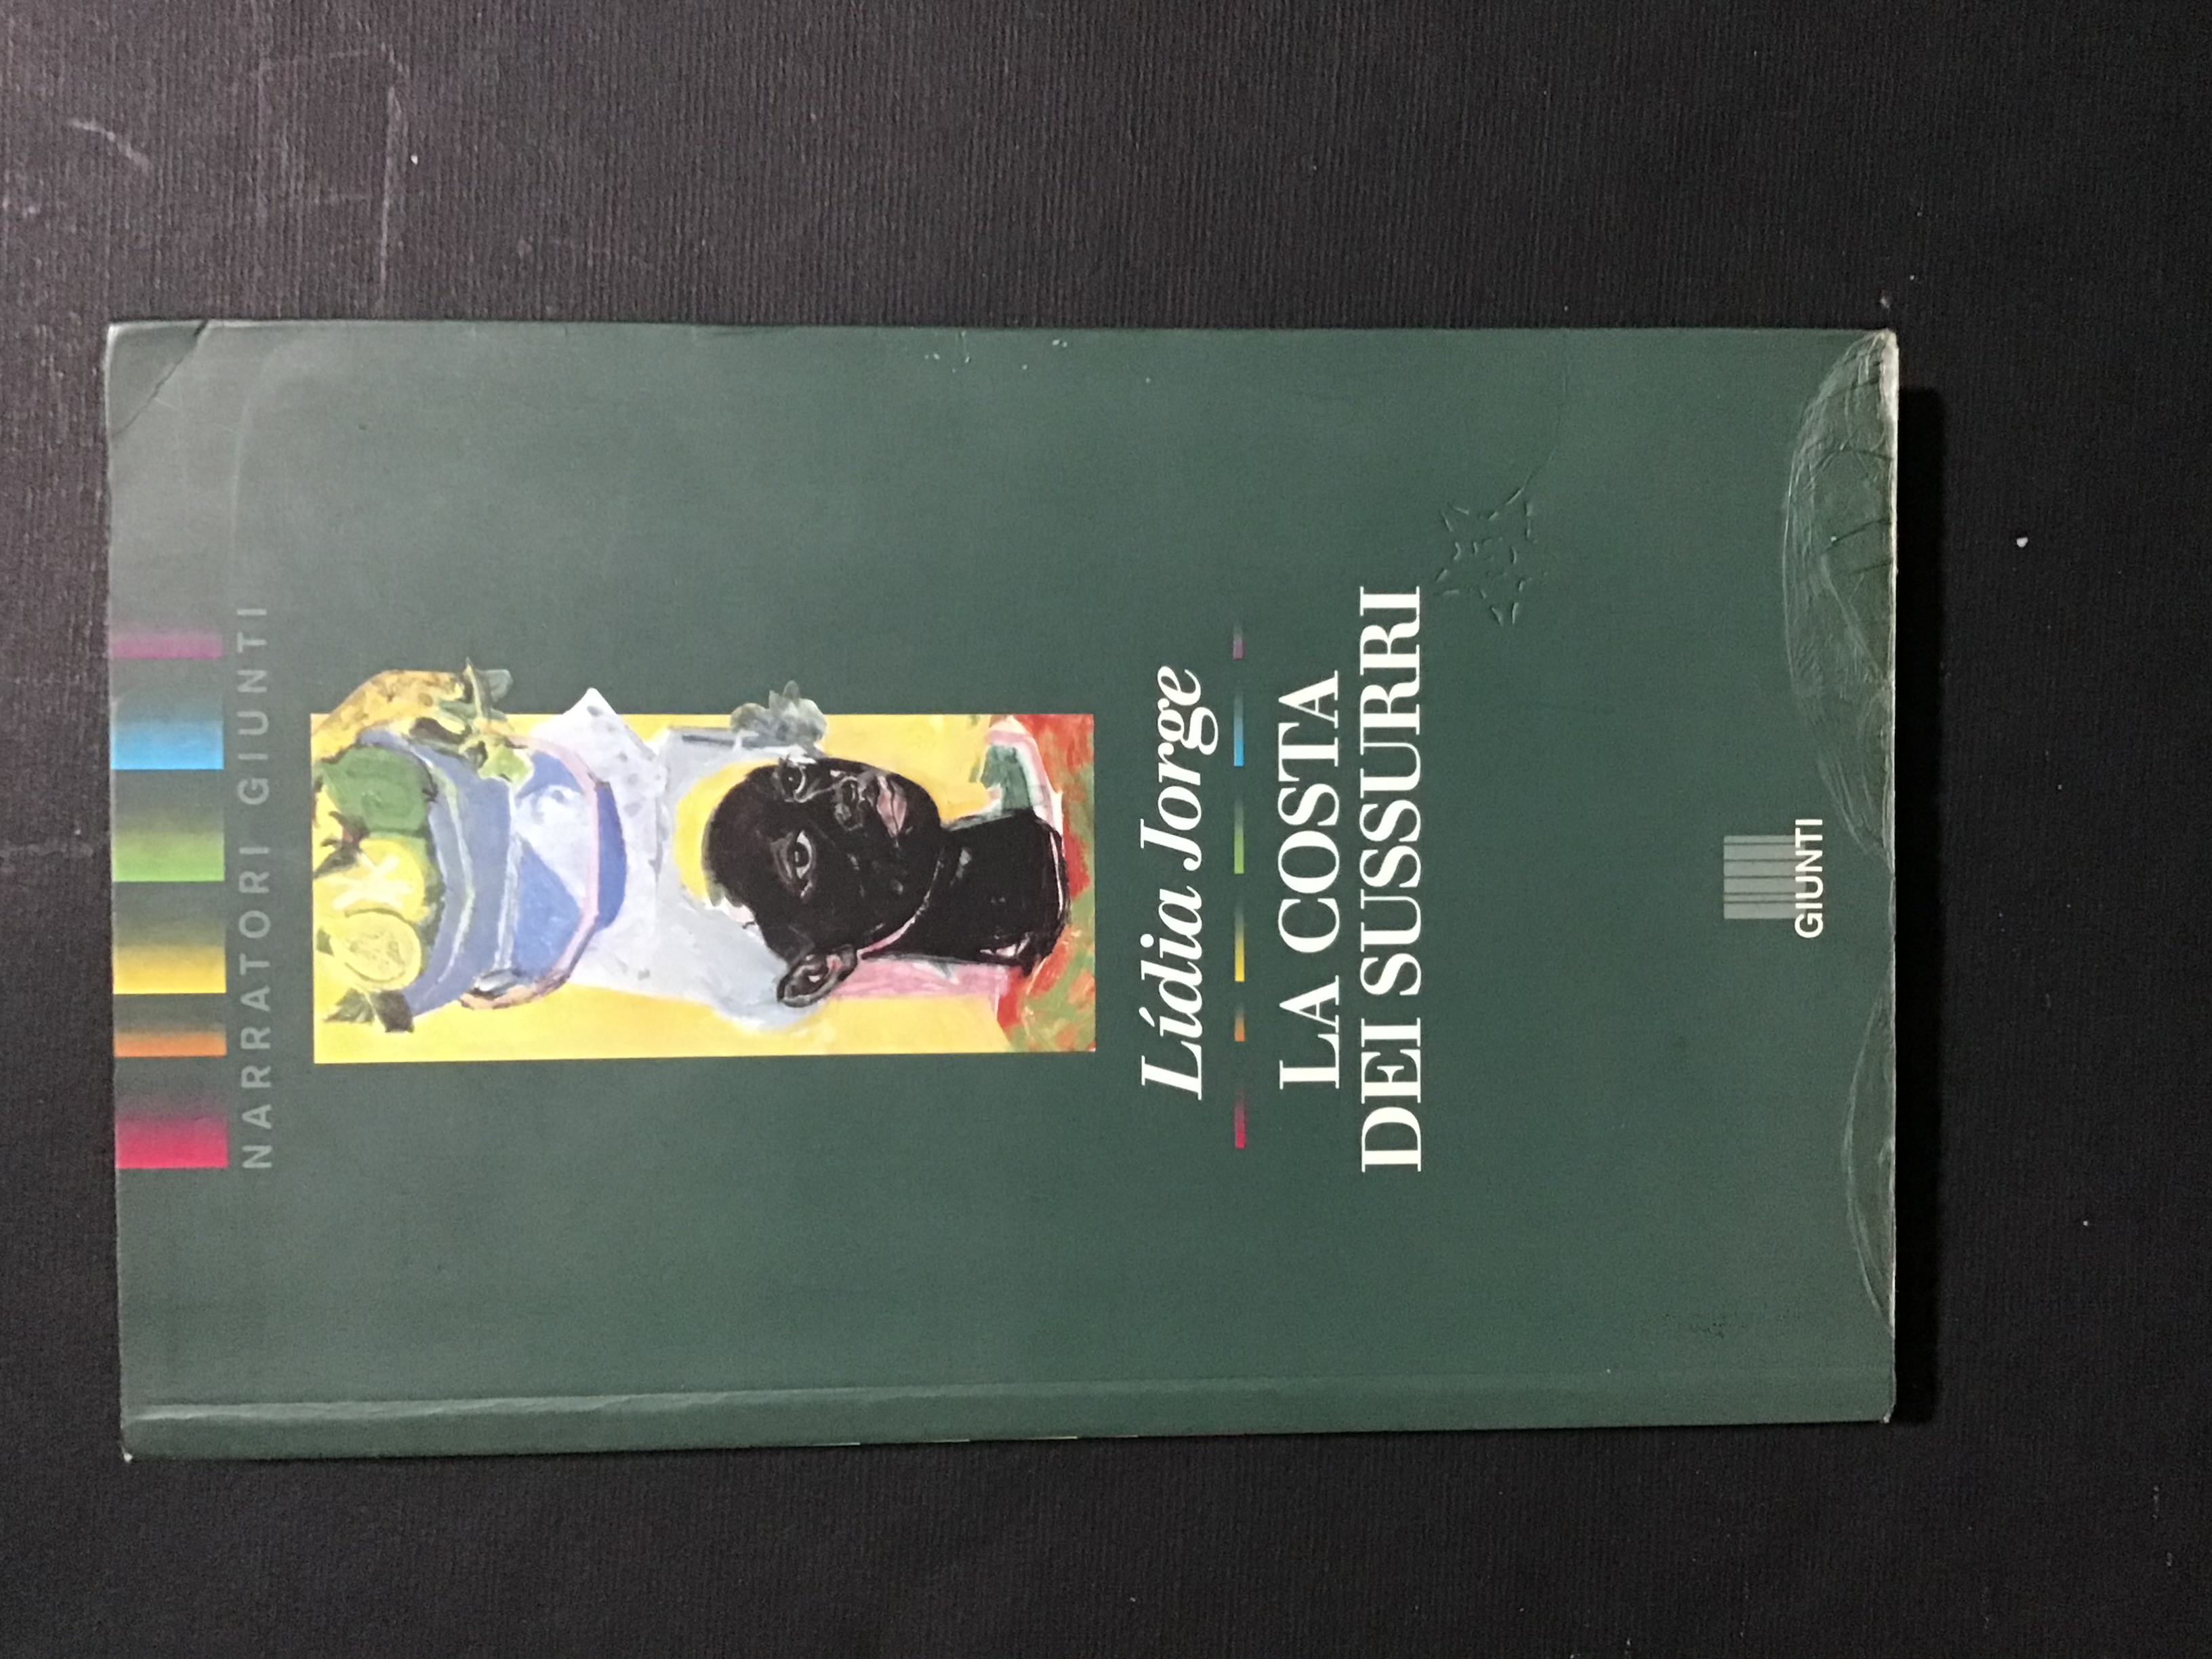 NARRATORI GIUNTI
Lídia Jorge
LA COSTA
DEI SUSSURRI
GIUNTI